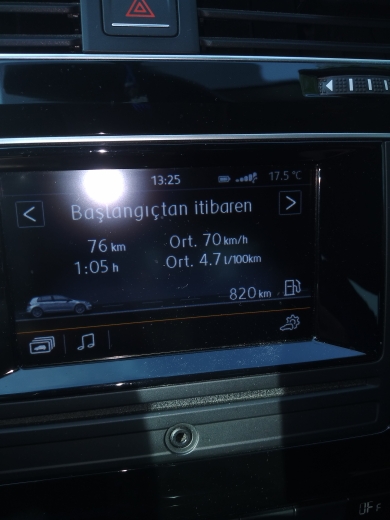 13:25 17.5 °C
Başlangıçtan itibaren
76 km Ort. 70 km/h
1:05 h Ort. 4.7 l/100km
820 km
OFF